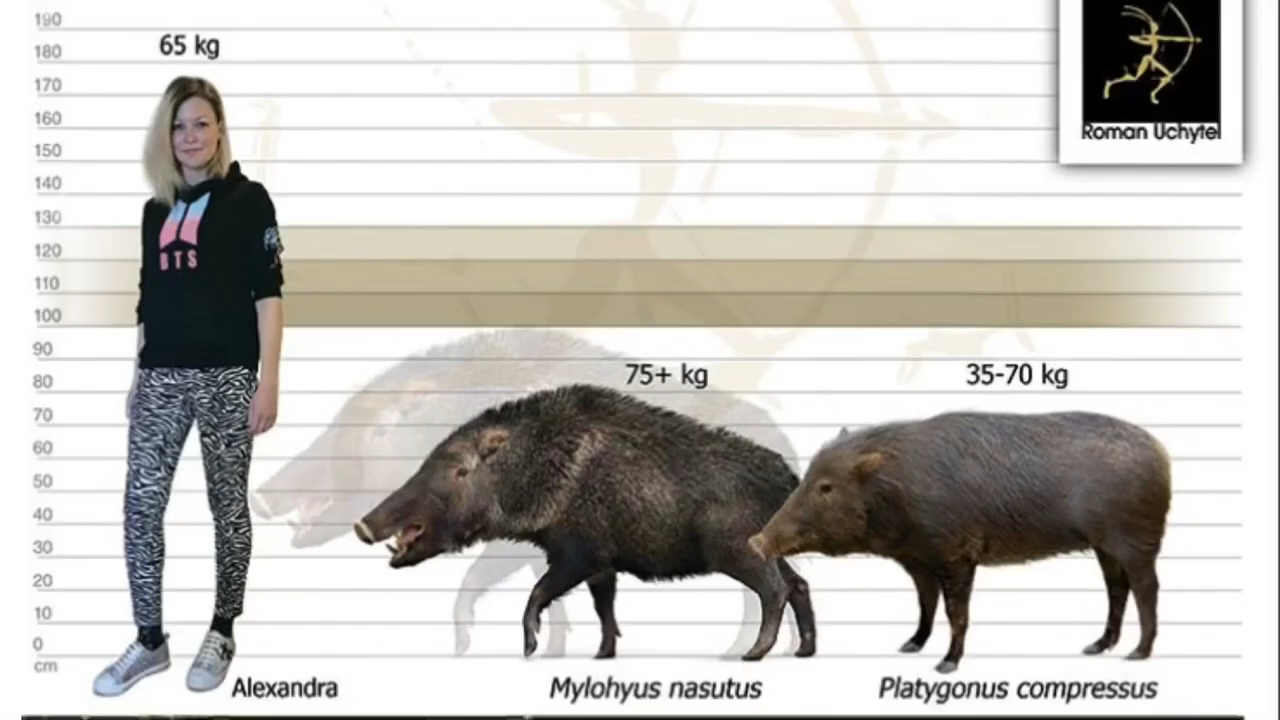 190
65 kg
180
170
160
150
140
130
120
110
100
90
80
70
60
50
40
30
20
10
0
cm
Roman Uchytel
BTS
75+ kg
35-70 kg
Alexandra
Mylohyus nasutus
Platygonus compressus